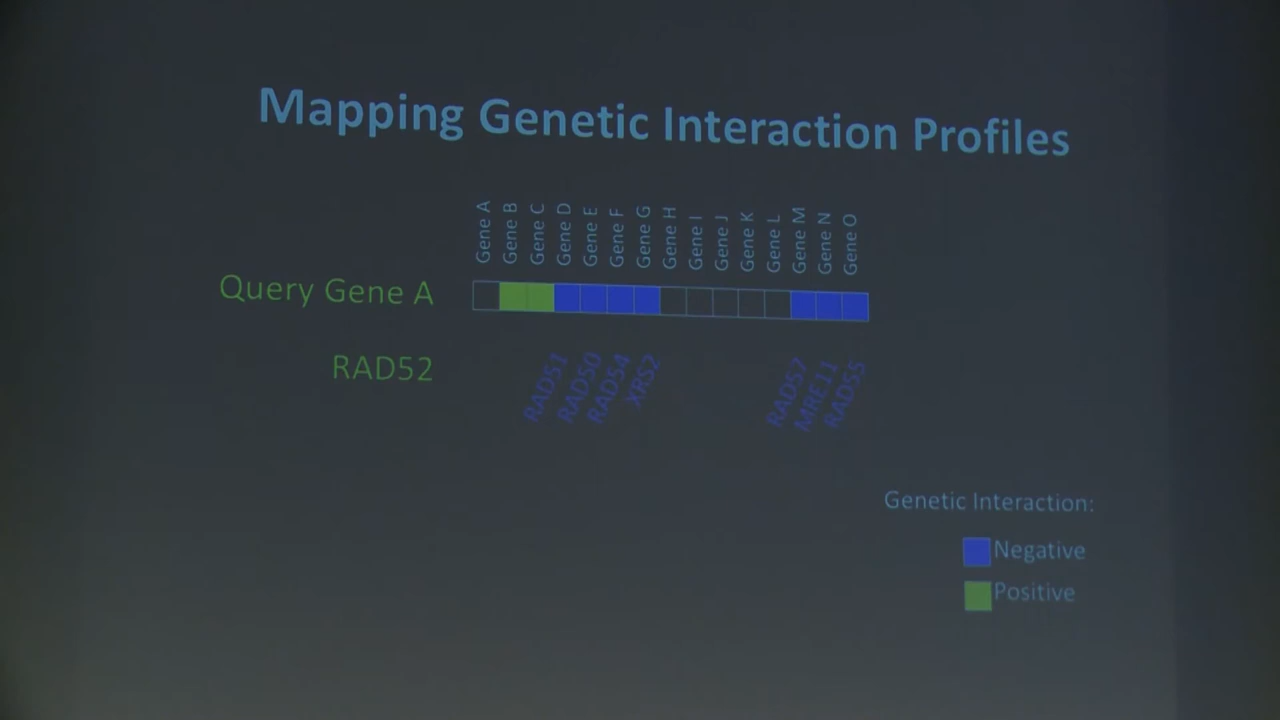 Mapping Genetic Interaction Profiles
Gene A
Gene B
Gene C
Gene D
Gene E
Gene F
Gene G
Gene H
Gene I
Gene J
Gene K
Gene L
Gene M
Gene N
Gene O
Query Gene A
RAD52
RAD51
RAD50
RAD54
XRS2
RAD57
MRE11
RAD55
Genetic Interaction:
Negative
Positive